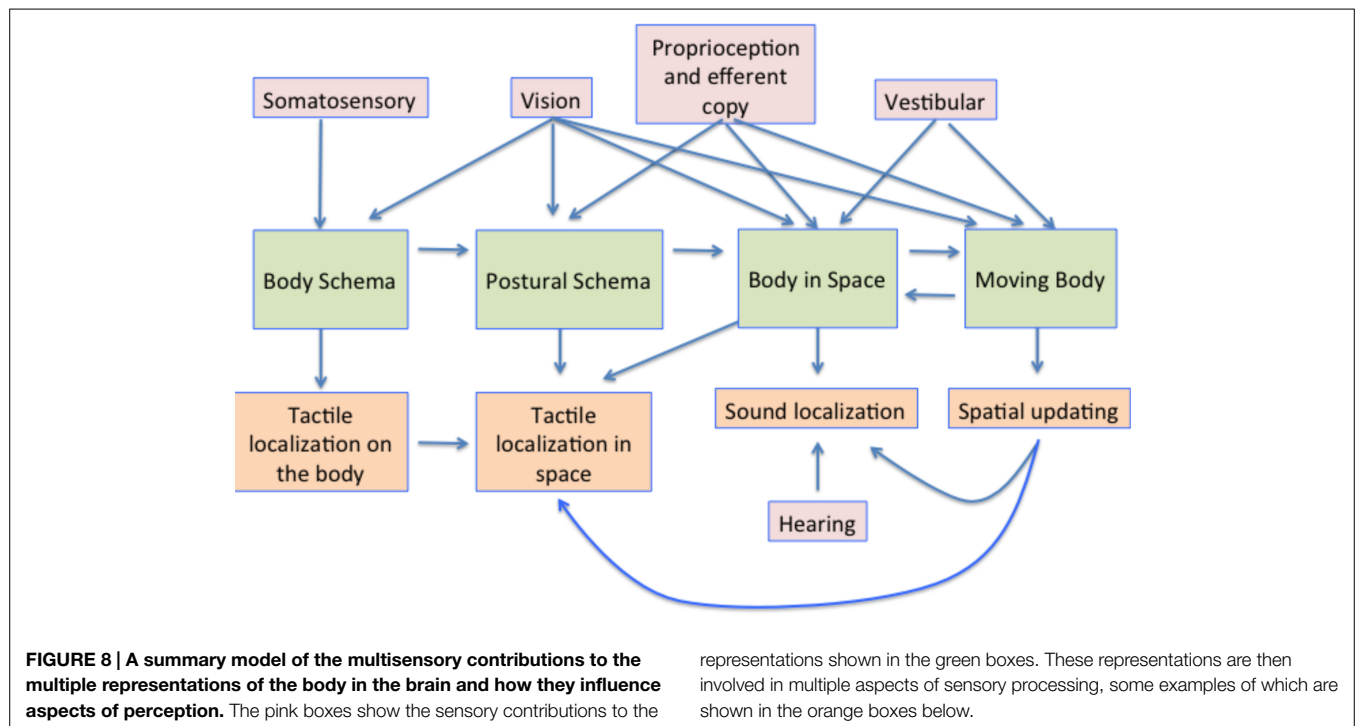 Proprioception
and efferent
copy
Somatosensory
Vision
Vestibular
Body Schema
Postural Schema
Body in Space
Moving Body
Tactile
localization on
the body
Tactile
localization in
space
Sound localization
Spatial updating
Hearing
FIGURE 8 | A summary model of the multisensory contributions to the
multiple representations of the body in the brain and how they influence
aspects of perception. The pink boxes show the sensory contributions to the
representations shown in the green boxes. These representations are then
involved in multiple aspects of sensory processing, some examples of which are
shown in the orange boxes below.